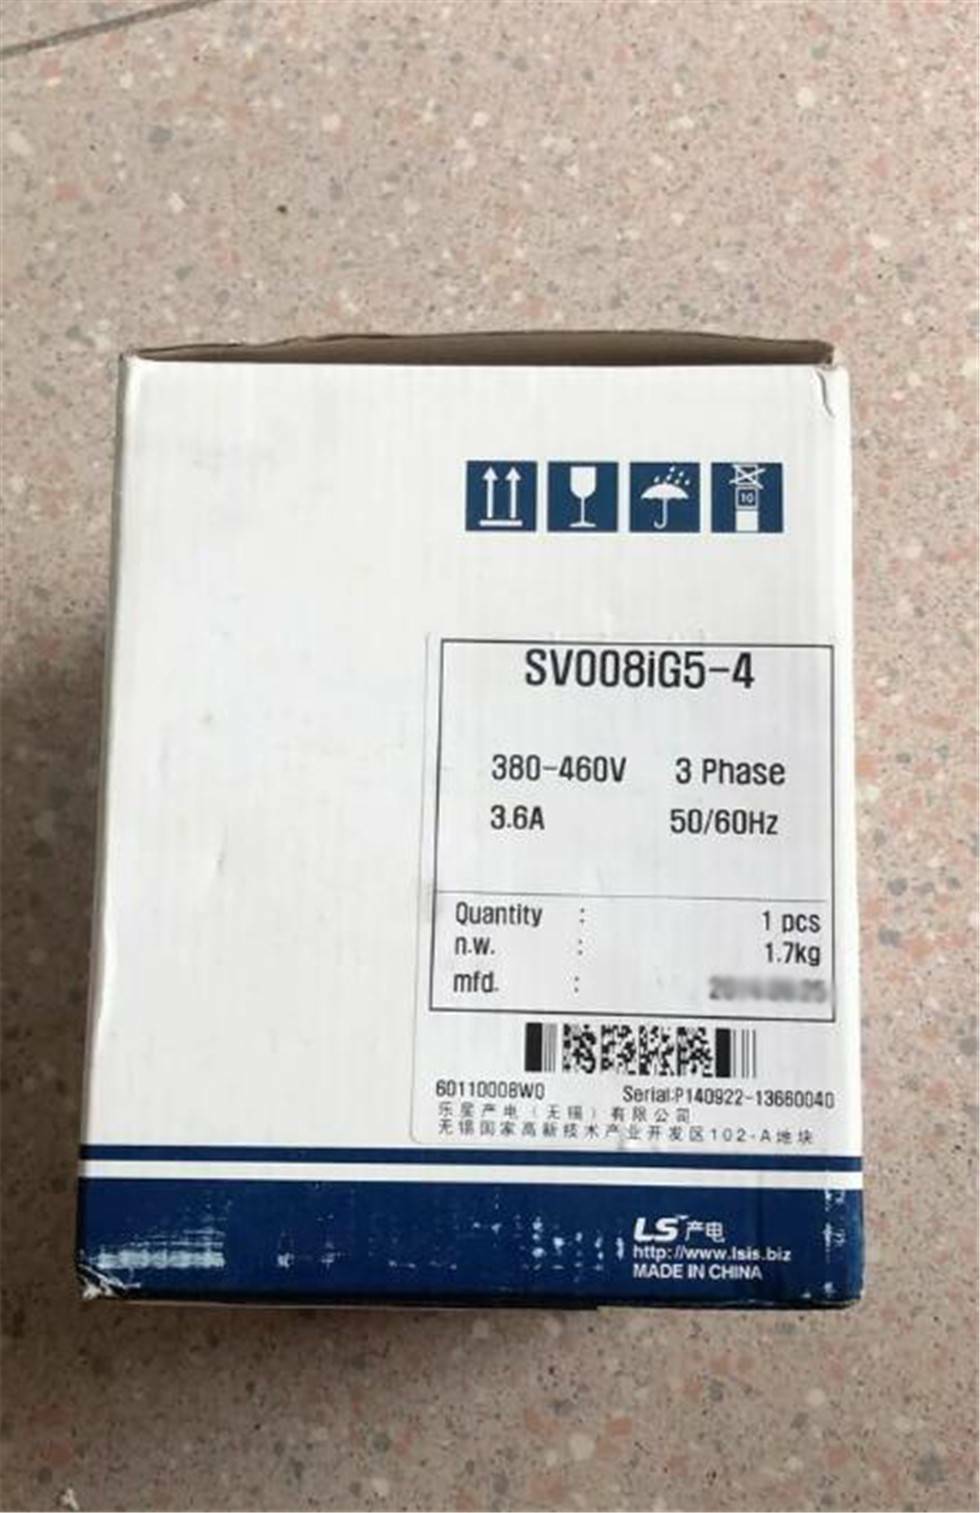 10
SV008iG5-4
380-460V 3 Phase
3.6A 50/60Hz
Quantity : 1 pcs
n.w. : 1.7kg
mfd. :
60110008W0 Serial:P140922-13660040
乐星产电(无锡)有限公司
无锡国家高新技术产业开发区102-A地块
LS产电
http://www.lsis.biz
MADE IN CHINA